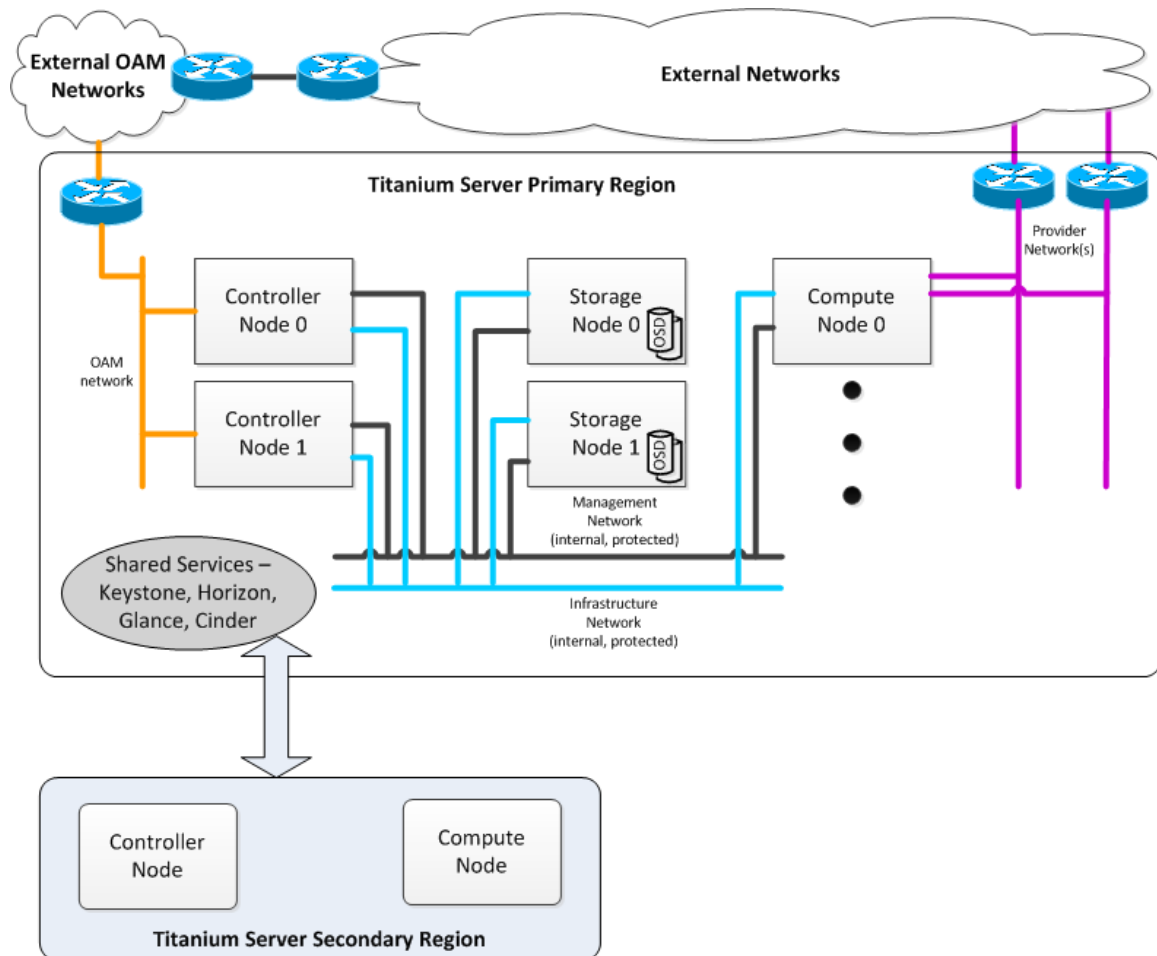 External OAM
Networks
External Networks
Titanium Server Primary Region
Provider
Network(s)
Controller
Node 0
Storage
Node 0
OSD
Compute
Node 0
OAM
network
Controller
Node 1
Storage
Node 1
OSD
Management
Network
(internal, protected)
Shared Services –
Keystone, Horizon,
Glance, Cinder
Infrastructure
Network
(internal, protected)
Controller
Node
Compute
Node
Titanium Server Secondary Region